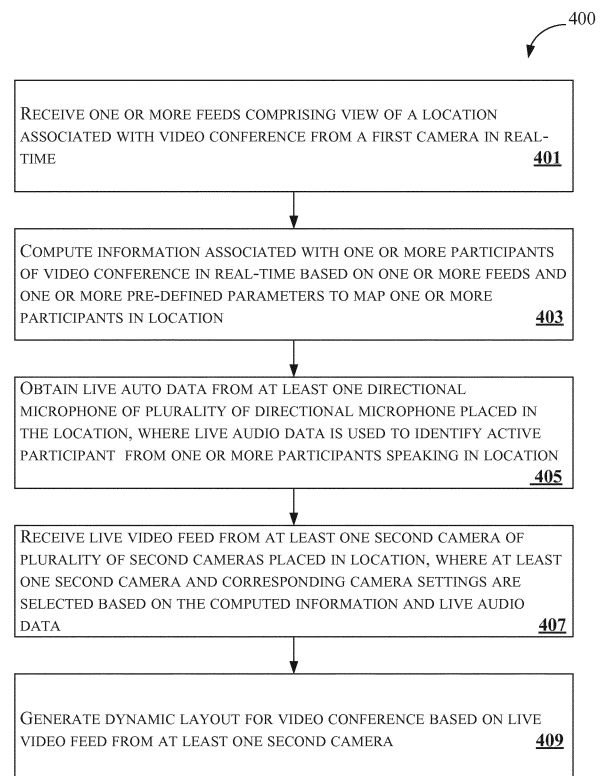 400
RECEIVE ONE OR MORE FEEDS COMPRISING VIEW OF A LOCATION
ASSOCIATED WITH VIDEO CONFERENCE FROM A FIRST CAMERA IN REAL-
TIME 401
COMPUTE INFORMATION ASSOCIATED WITH ONE OR MORE PARTICIPANTS
OF VIDEO CONFERENCE IN REAL-TIME BASED ON ONE OR MORE FEEDS AND
ONE OR MORE PRE-DEFINED PARAMETERS TO MAP ONE OR MORE
PARTICIPANTS IN LOCATION 403
OBTAIN LIVE AUTO DATA FROM AT LEAST ONE DIRECTIONAL
MICROPHONE OF PLURALITY OF DIRECTIONAL MICROPHONE PLACED IN
THE LOCATION, WHERE LIVE AUDIO DATA IS USED TO IDENTIFY ACTIVE
PARTICIPANT FROM ONE OR MORE PARTICIPANTS SPEAKING IN LOCATION
405
RECEIVE LIVE VIDEO FEED FROM AT LEAST ONE SECOND CAMERA OF
PLURALITY OF SECOND CAMERAS PLACED IN LOCATION, WHERE AT LEAST
ONE SECOND CAMERA AND CORRESPONDING CAMERA SETTINGS ARE
SELECTED BASED ON THE COMPUTED INFORMATION AND LIVE AUDIO
DATA 407
GENERATE DYNAMIC LAYOUT FOR VIDEO CONFERENCE BASED ON LIVE
VIDEO FEED FROM AT LEAST ONE SECOND CAMERA 409